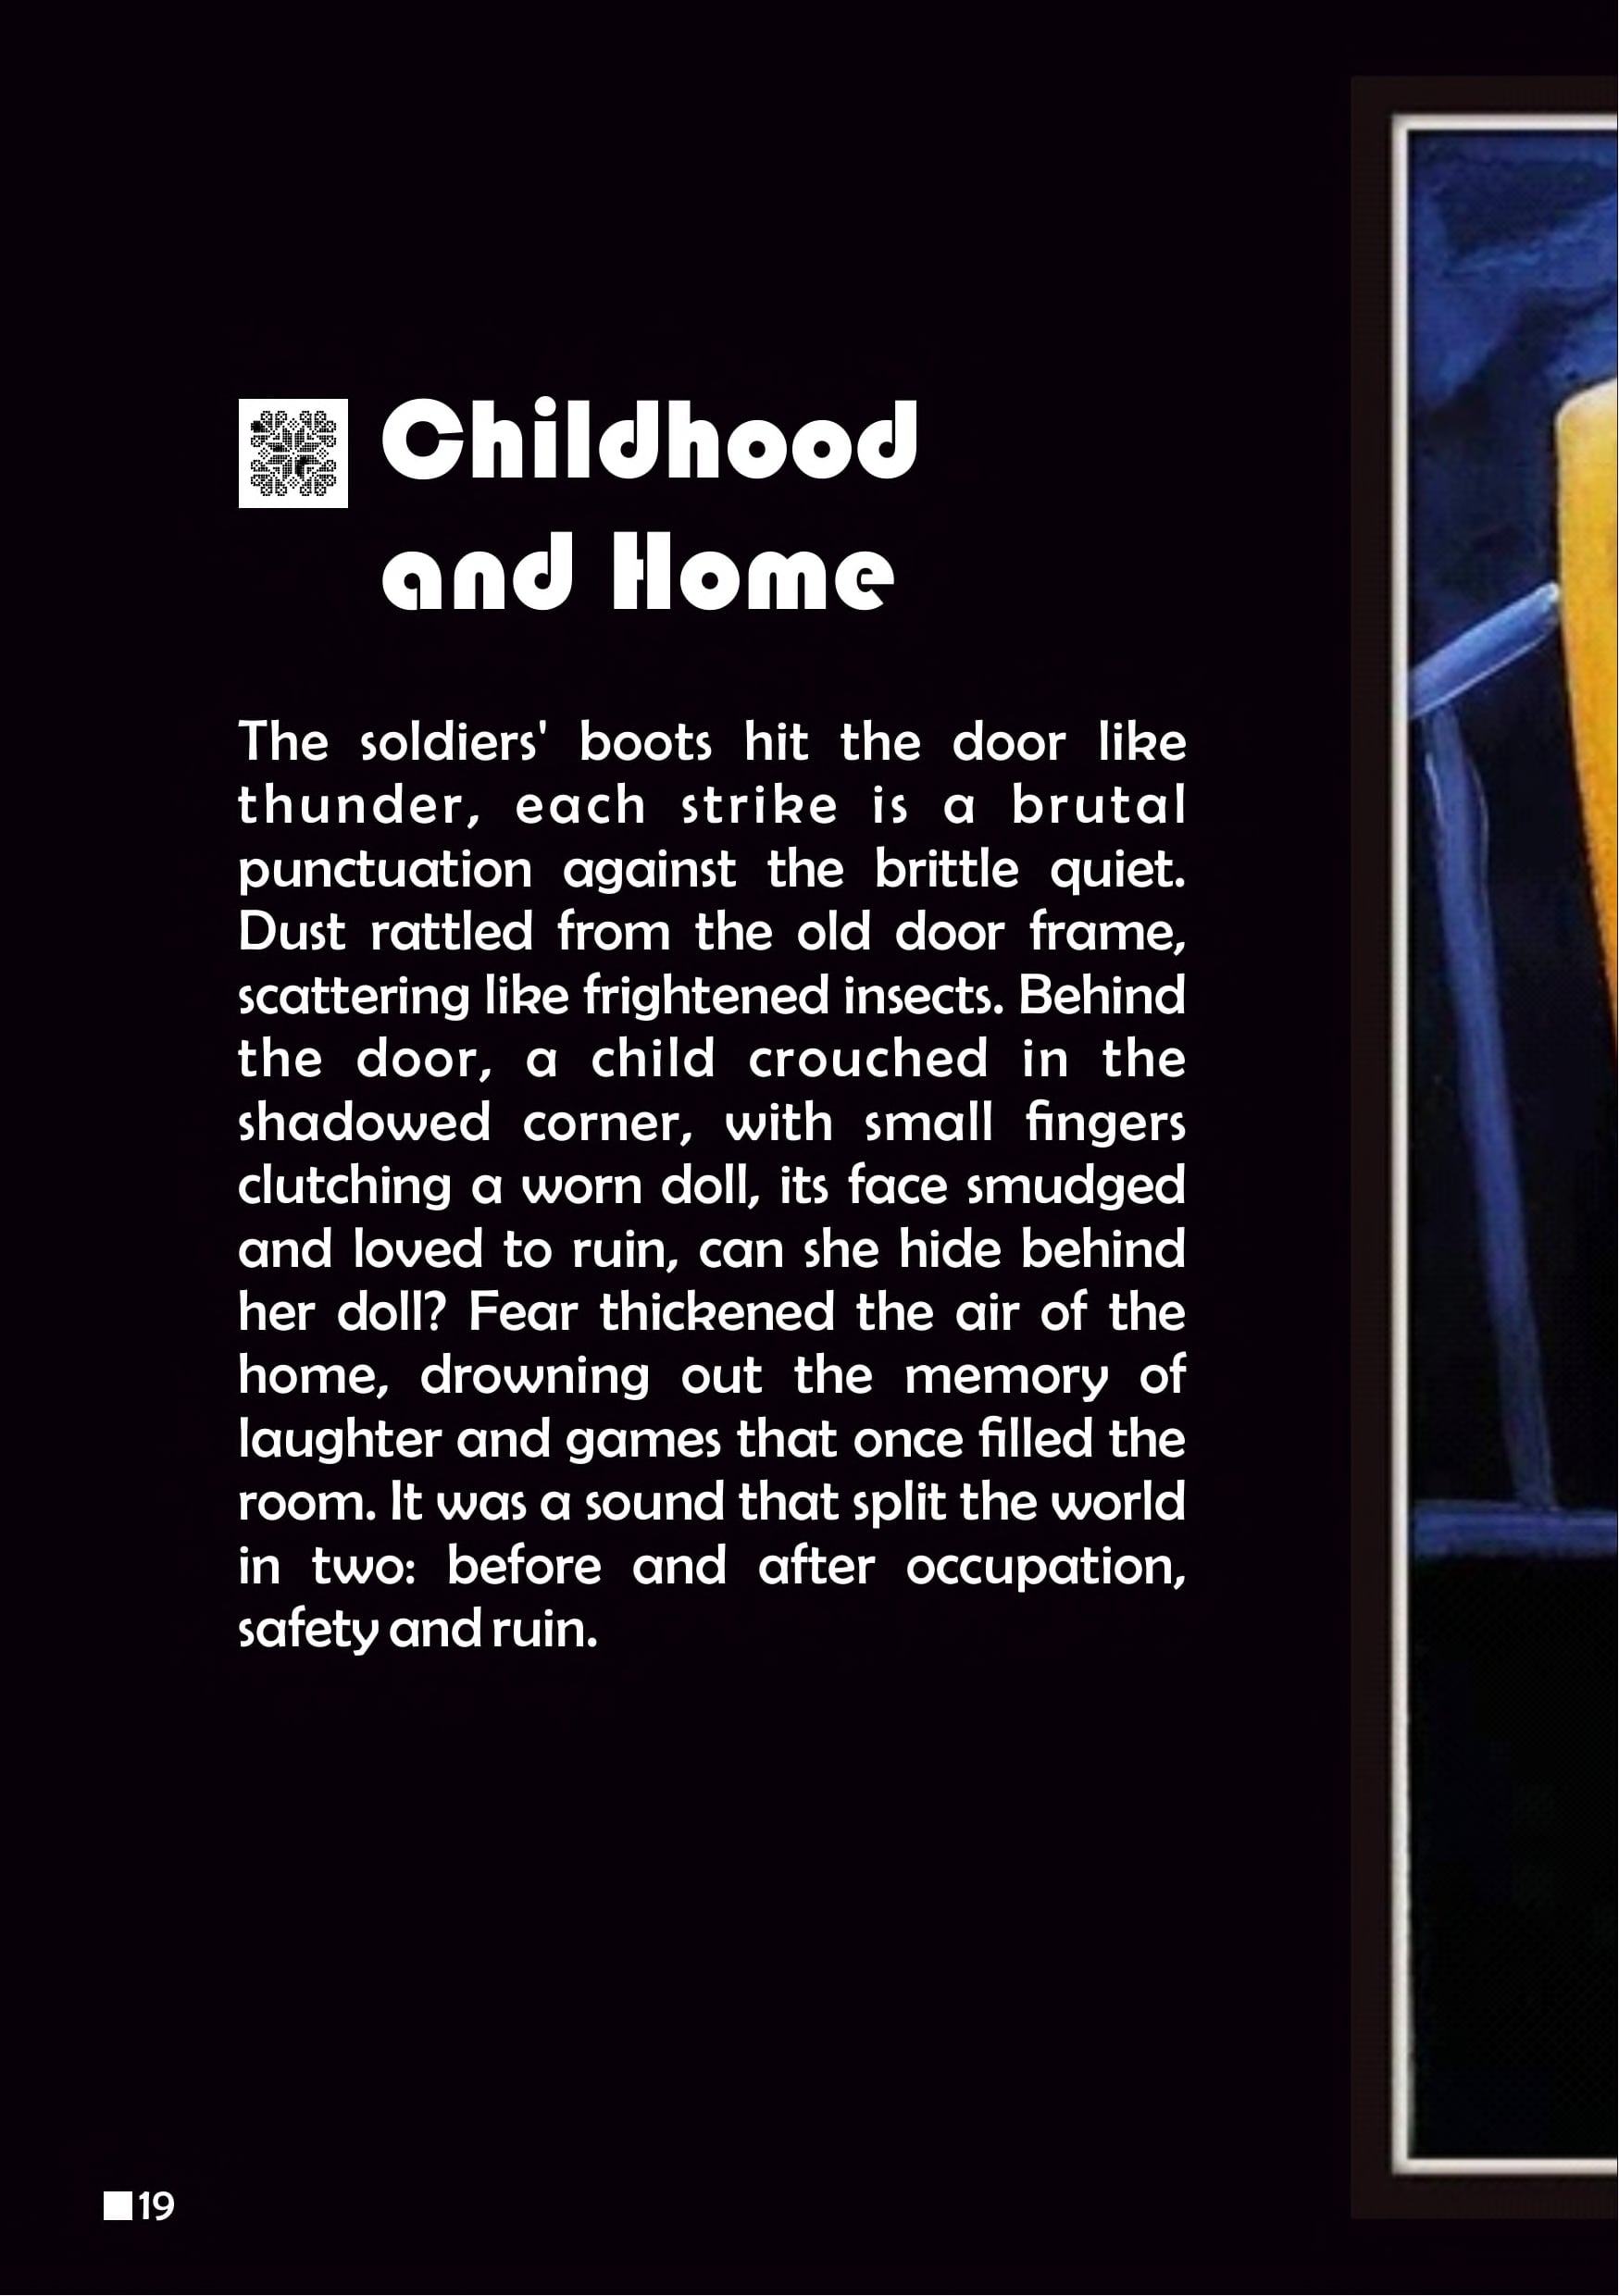 Childhood
and Home
The soldiers' boots hit the door like
thunder, each strike is a brutal
punctuation against the brittle quiet.
Dust rattled from the old door frame,
scattering like frightened insects. Behind
the door, a child crouched in the
shadowed corner, with small fingers
clutching a worn doll, its face smudged
and loved to ruin, can she hide behind
her doll? Fear thickened the air of the
home, drowning out the memory of
laughter and games that once filled the
room. It was a sound that split the world
in two: before and after occupation,
safety and ruin.
19